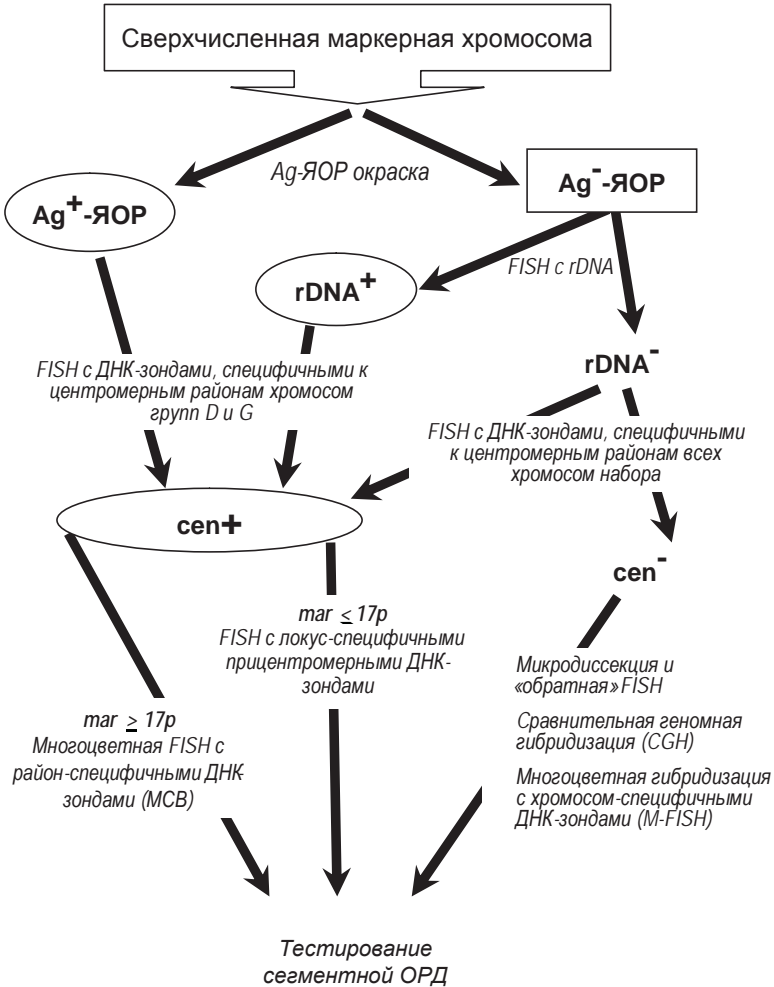 Сверхчисленная маркерная хромосома
Ag-ЯОР окраска
Ag⁺-ЯОР
Ag⁻-ЯОР
FISH с rDNA
rDNA⁺
rDNA⁻
FISH с ДНК-зондами, специфичными к
центромерным районам хромосом
групп D и G
FISH с ДНК-зондами, специфичными
к центромерным районам всех
хромосом набора
cen+
cen⁻
mar ≤ 17p
FISH с локус-специфичными
прицентромерными ДНК-
зондами
mar ≥ 17p
Многоцветная FISH с
район-специфичными ДНК-
зондами (MCB)
Микродиссекция и
«обратная» FISH
Сравнительная геномная
гибридизация (CGH)
Многоцветная гибридизация
с хромосом-специфичными
ДНК-зондами (M-FISH)
Тестирование
сегментной ОРД